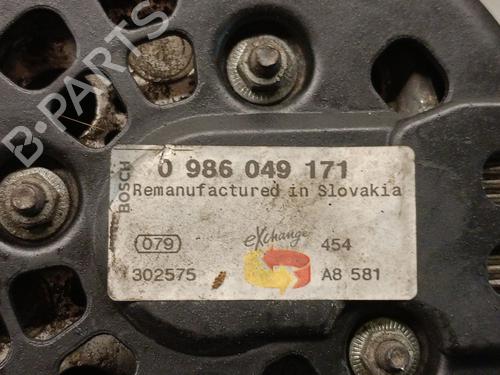 B-PARTS
BOSCH
0 986 049 171
Remanufactured in Slovakia
079
eXchange
454
302575
A8 581